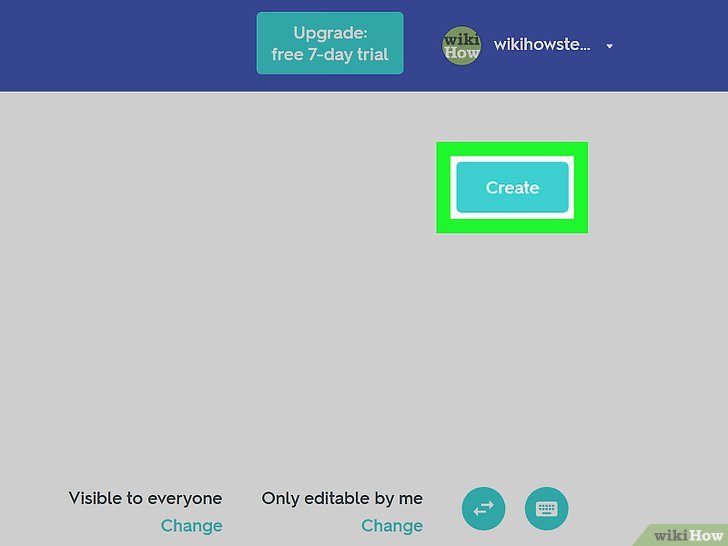 Upgrade:
free 7-day trial
wiki
How
wikihowste...
Create
Visible to everyone
Only editable by me
Change
Change
wikiHow